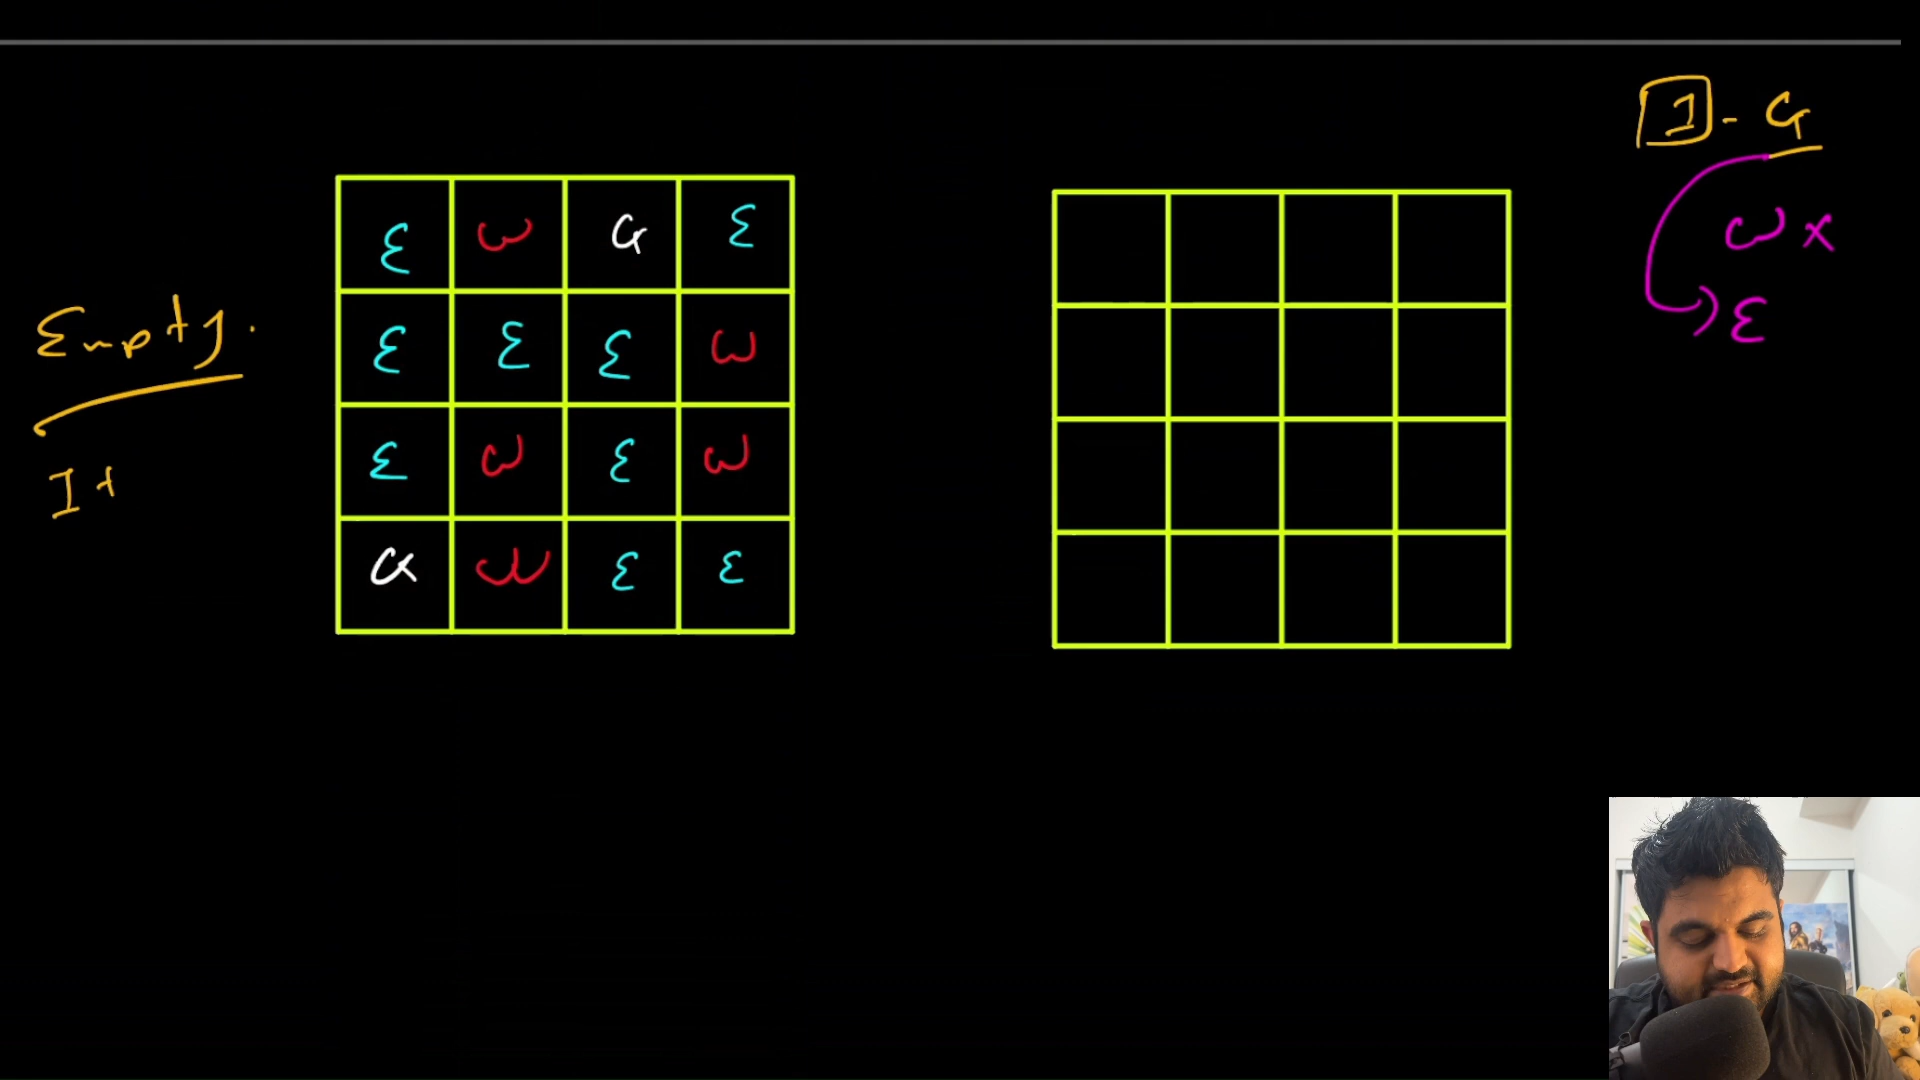 1 - G
W X
E
E W G E
E E E W
E W E W
G W E E
Empty.
It